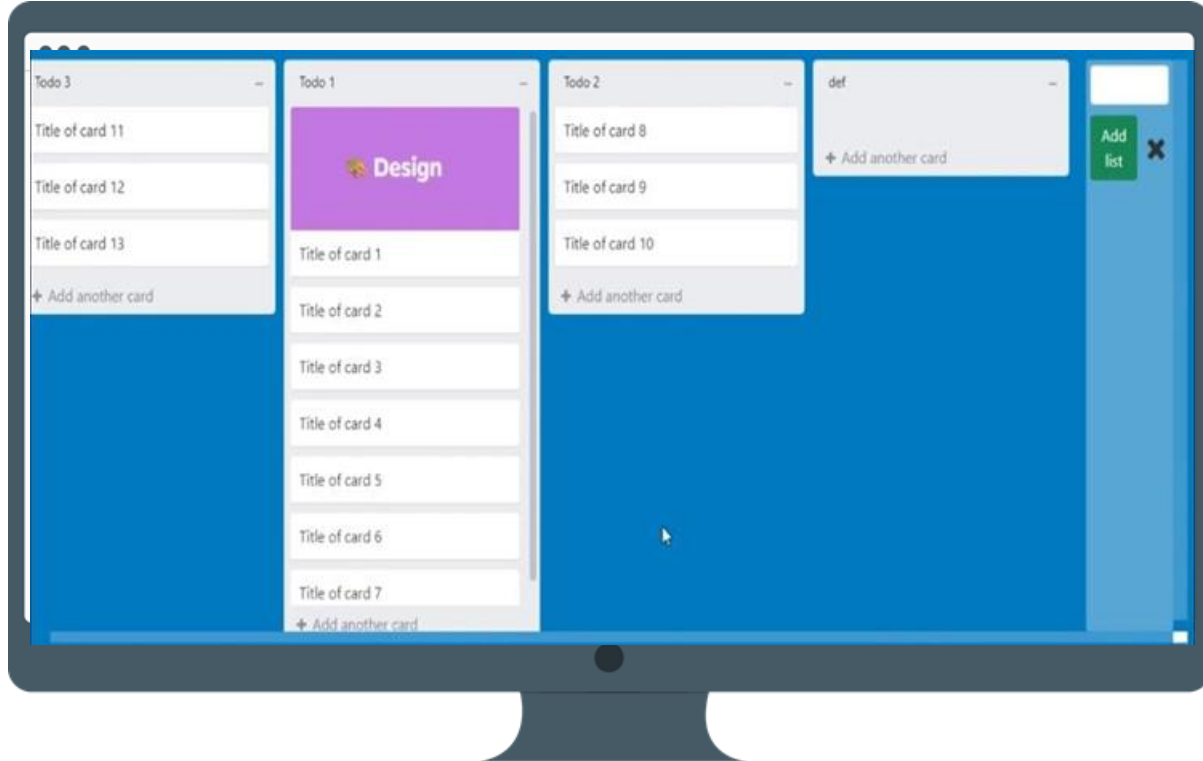 Todo 3
Title of card 11
Title of card 12
Title of card 13
+ Add another card
Todo 1
Design
Title of card 1
Title of card 2
Title of card 3
Title of card 4
Title of card 5
Title of card 6
Title of card 7
+ Add another card
Todo 2
Title of card 8
Title of card 9
Title of card 10
+ Add another card
def
+ Add another card
Add
list